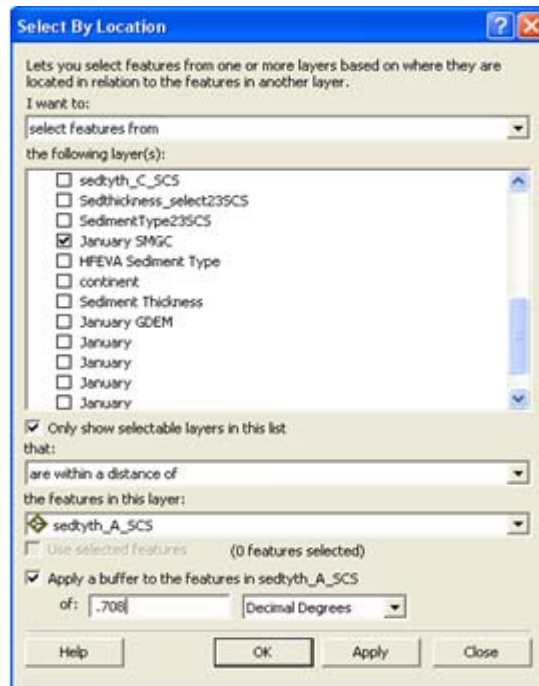 Select By Location
Lets you select features from one or more layers based on where they are
located in relation to the features in another layer.
I want to:
select features from
the following layer(s):
sedtyth_C_SCS
Sedthickness_select23SCS
SedimentType23SCS
January SMGC
HFEVA Sediment Type
continent
Sediment Thickness
January GDEM
January
January
January
January
Only show selectable layers in this list
that:
are within a distance of
the features in this layer:
sedtyth_A_SCS
Use selected features (0 features selected)
Apply a buffer to the features in sedtyth_A_SCS
of: .708 Decimal Degrees
Help OK Apply Close